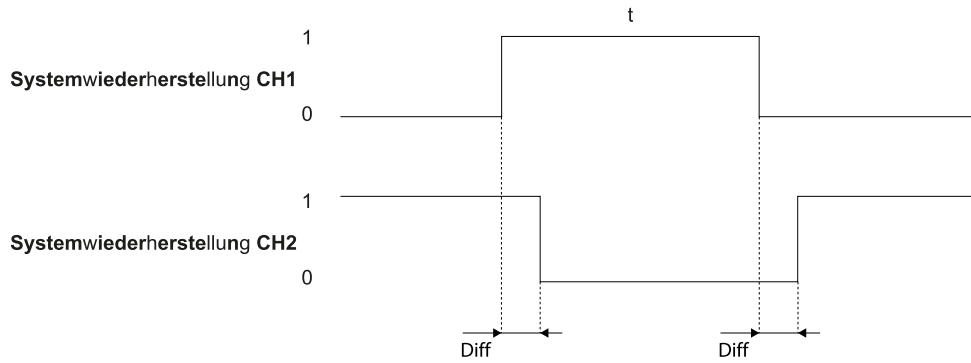 t
1
Systemwiederherstellung CH1
0
1
Systemwiederherstellung CH2
0
Diff
Diff